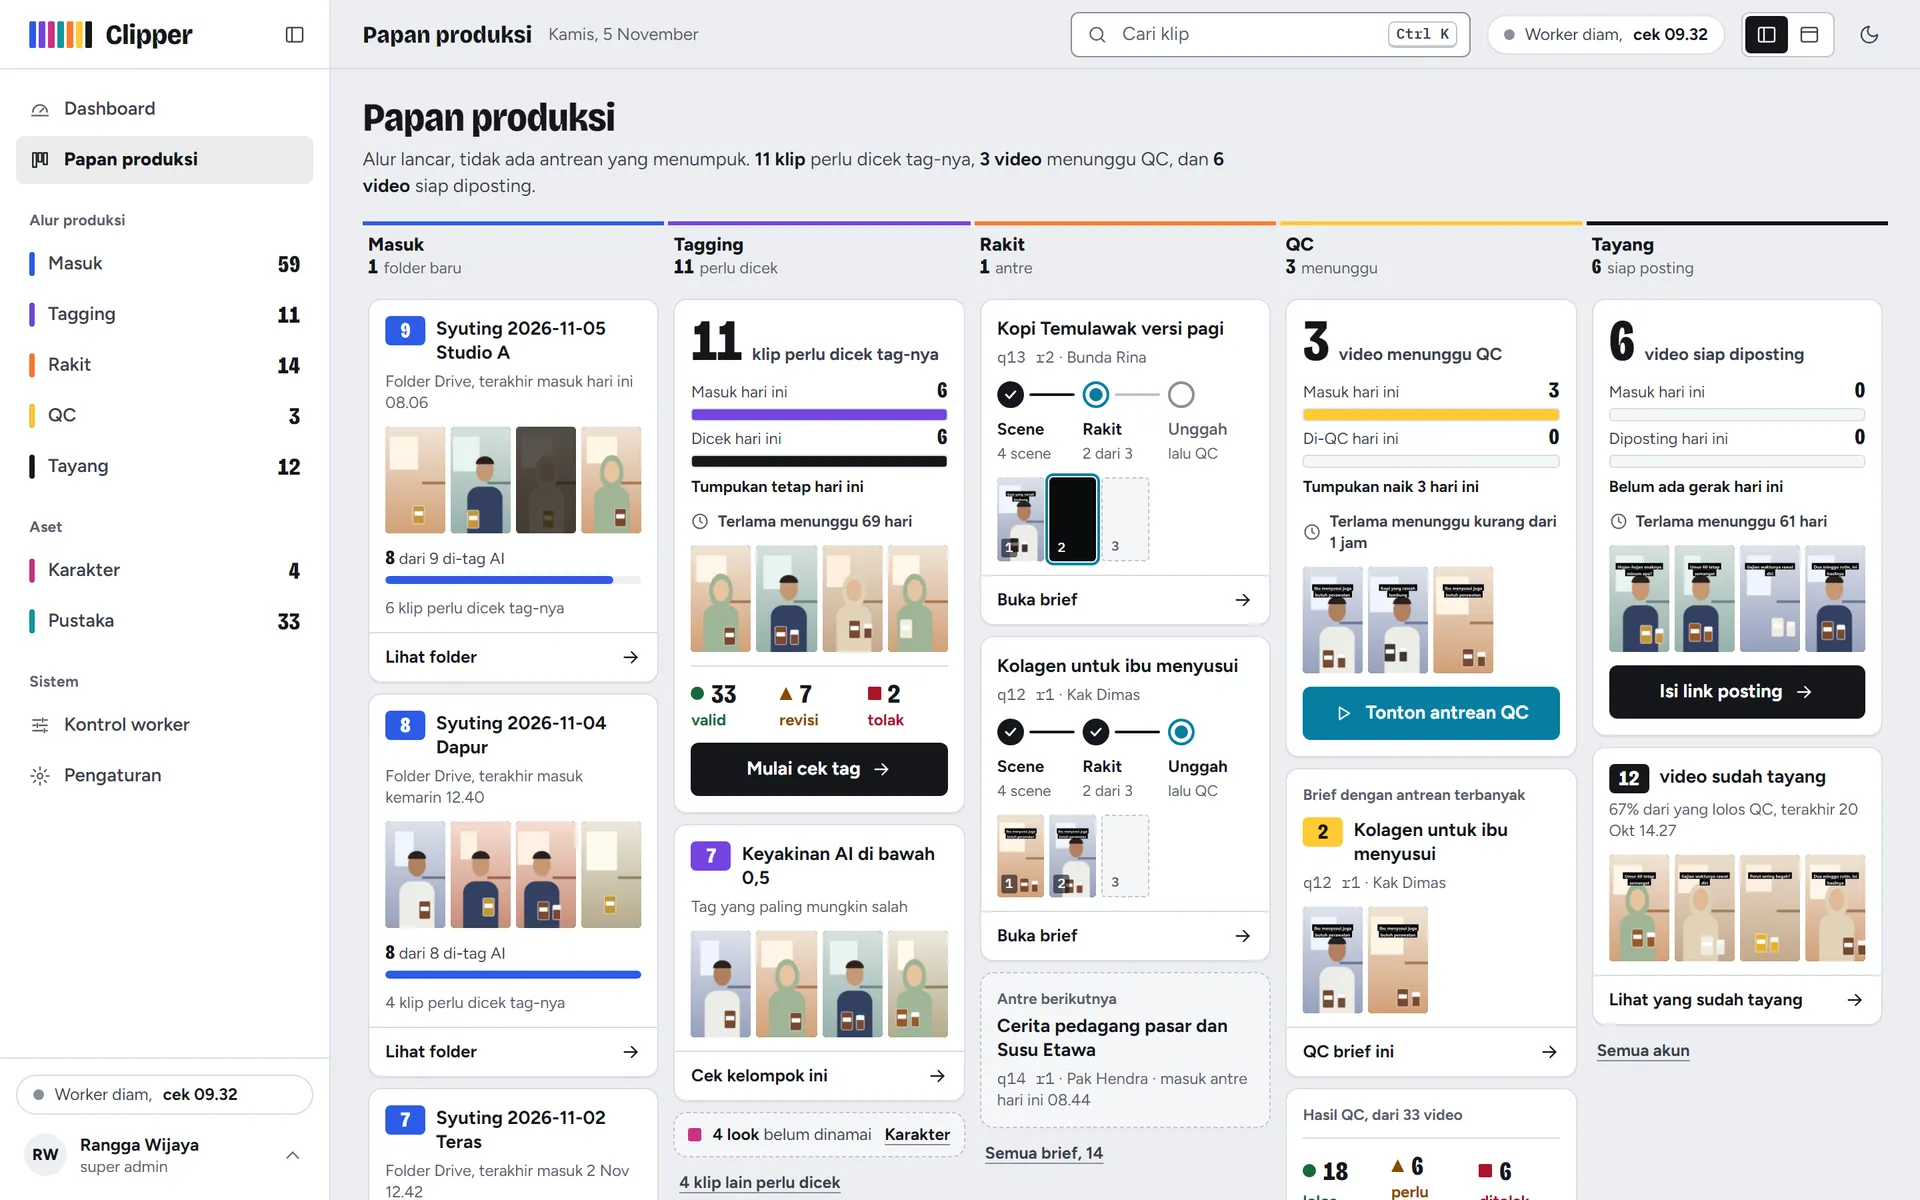 Clipper
Papan produksi
Kamis, 5 November
Cari klip
Ctrl K
Worker diam, cek 09.32
Dashboard
Papan produksi
Alur produksi
Masuk 59
Tagging 11
Rakit 14
QC 3
Tayang 12
Aset
Karakter 4
Pustaka 33
Sistem
Kontrol worker
Pengaturan
Worker diam, cek 09.32
RW
Rangga Wijaya
super admin
Papan produksi
Alur lancar, tidak ada antrean yang menumpuk. 11 klip perlu dicek tag-nya, 3 video menunggu QC, dan 6
video siap diposting.
Masuk
1 folder baru
9
Syuting 2026-11-05
Studio A
Folder Drive, terakhir masuk hari ini
08.06
8 dari 9 di-tag AI
6 klip perlu dicek tag-nya
Lihat folder
8
Syuting 2026-11-04
Dapur
Folder Drive, terakhir masuk
kemarin 12.40
8 dari 8 di-tag AI
4 klip perlu dicek tag-nya
Lihat folder
7
Syuting 2026-11-02
Teras
Folder Drive, terakhir masuk 2 Nov
12.42
Tagging
11 perlu dicek
11 klip perlu dicek tag-nya
Masuk hari ini 6
Dicek hari ini 6
Tumpukan tetap hari ini
Terlama menunggu 69 hari
33 valid
7 revisi
2 tolak
Mulai cek tag
7
Keyakinan AI di bawah
0,5
Tag yang paling mungkin salah
Cek kelompok ini
4 look belum dinamai Karakter
4 klip lain perlu dicek
Rakit
1 antre
Kopi Temulawak versi pagi
q13 r2 · Bunda Rina
Scene
4 scene
Rakit
2 dari 3
Unggah
lalu QC
1
2
3
Buka brief
Kolagen untuk ibu menyusui
q12 r1 · Kak Dimas
Scene
4 scene
Rakit
2 dari 3
Unggah
lalu QC
1
2
3
Buka brief
Antre berikutnya
Cerita pedagang pasar dan
Susu Etawa
q14 r1 · Pak Hendra · masuk antre
hari ini 08.44
Semua brief, 14
QC
3 menunggu
3 video menunggu QC
Masuk hari ini 3
Di-QC hari ini 0
Tumpukan naik 3 hari ini
Terlama menunggu kurang dari
1 jam
Tonton antrean QC
Brief dengan antrean terbanyak
2
Kolagen untuk ibu
menyusui
q12 r1 · Kak Dimas
QC brief ini
Hasil QC, dari 33 video
18
6 perlu
6
Tayang
6 siap posting
6 video siap diposting
Masuk hari ini 0
Diposting hari ini 0
Belum ada gerak hari ini
Terlama menunggu 61 hari
Isi link posting
12 video sudah tayang
67% dari yang lolos QC, terakhir 20
Okt 14.27
Lihat yang sudah tayang
Semua akun